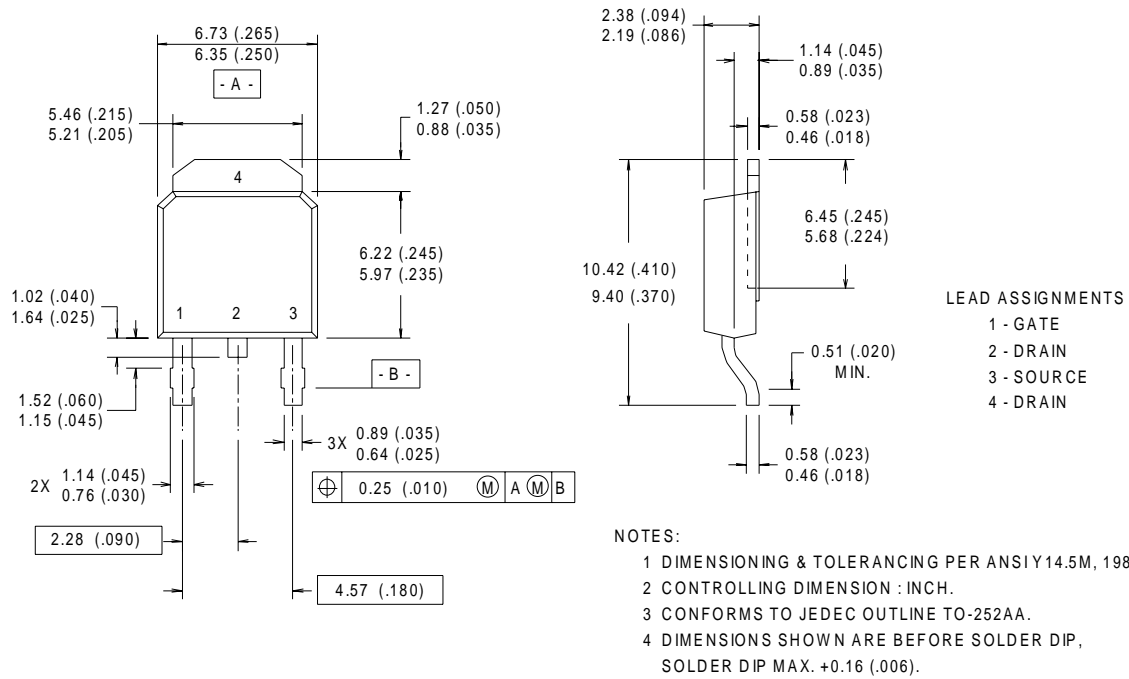 6.73 (.265)
6.35 (.250)
- A -
5.46 (.215)
5.21 (.205)
1.27 (.050)
0.88 (.035)
4
6.22 (.245)
5.97 (.235)
1.02 (.040)
1.64 (.025)
1 2 3
- B -
1.52 (.060)
1.15 (.045)
3X 0.89 (.035)
0.64 (.025)
2X 1.14 (.045)
0.76 (.030)
⌖ 0.25 (.010) Ⓜ A Ⓜ B
2.28 (.090)
4.57 (.180)
2.38 (.094)
2.19 (.086)
1.14 (.045)
0.89 (.035)
0.58 (.023)
0.46 (.018)
6.45 (.245)
5.68 (.224)
10.42 (.410)
9.40 (.370)
0.51 (.020)
MIN.
0.58 (.023)
0.46 (.018)
LEAD ASSIGNMENTS
1 - GATE
2 - DRAIN
3 - SOURCE
4 - DRAIN
NOTES:
1 DIMENSIONING & TOLERANCING PER ANSI Y14.5M, 198
2 CONTROLLING DIMENSION : INCH.
3 CONFORMS TO JEDEC OUTLINE TO-252AA.
4 DIMENSIONS SHOWN ARE BEFORE SOLDER DIP,
SOLDER DIP MAX. +0.16 (.006).